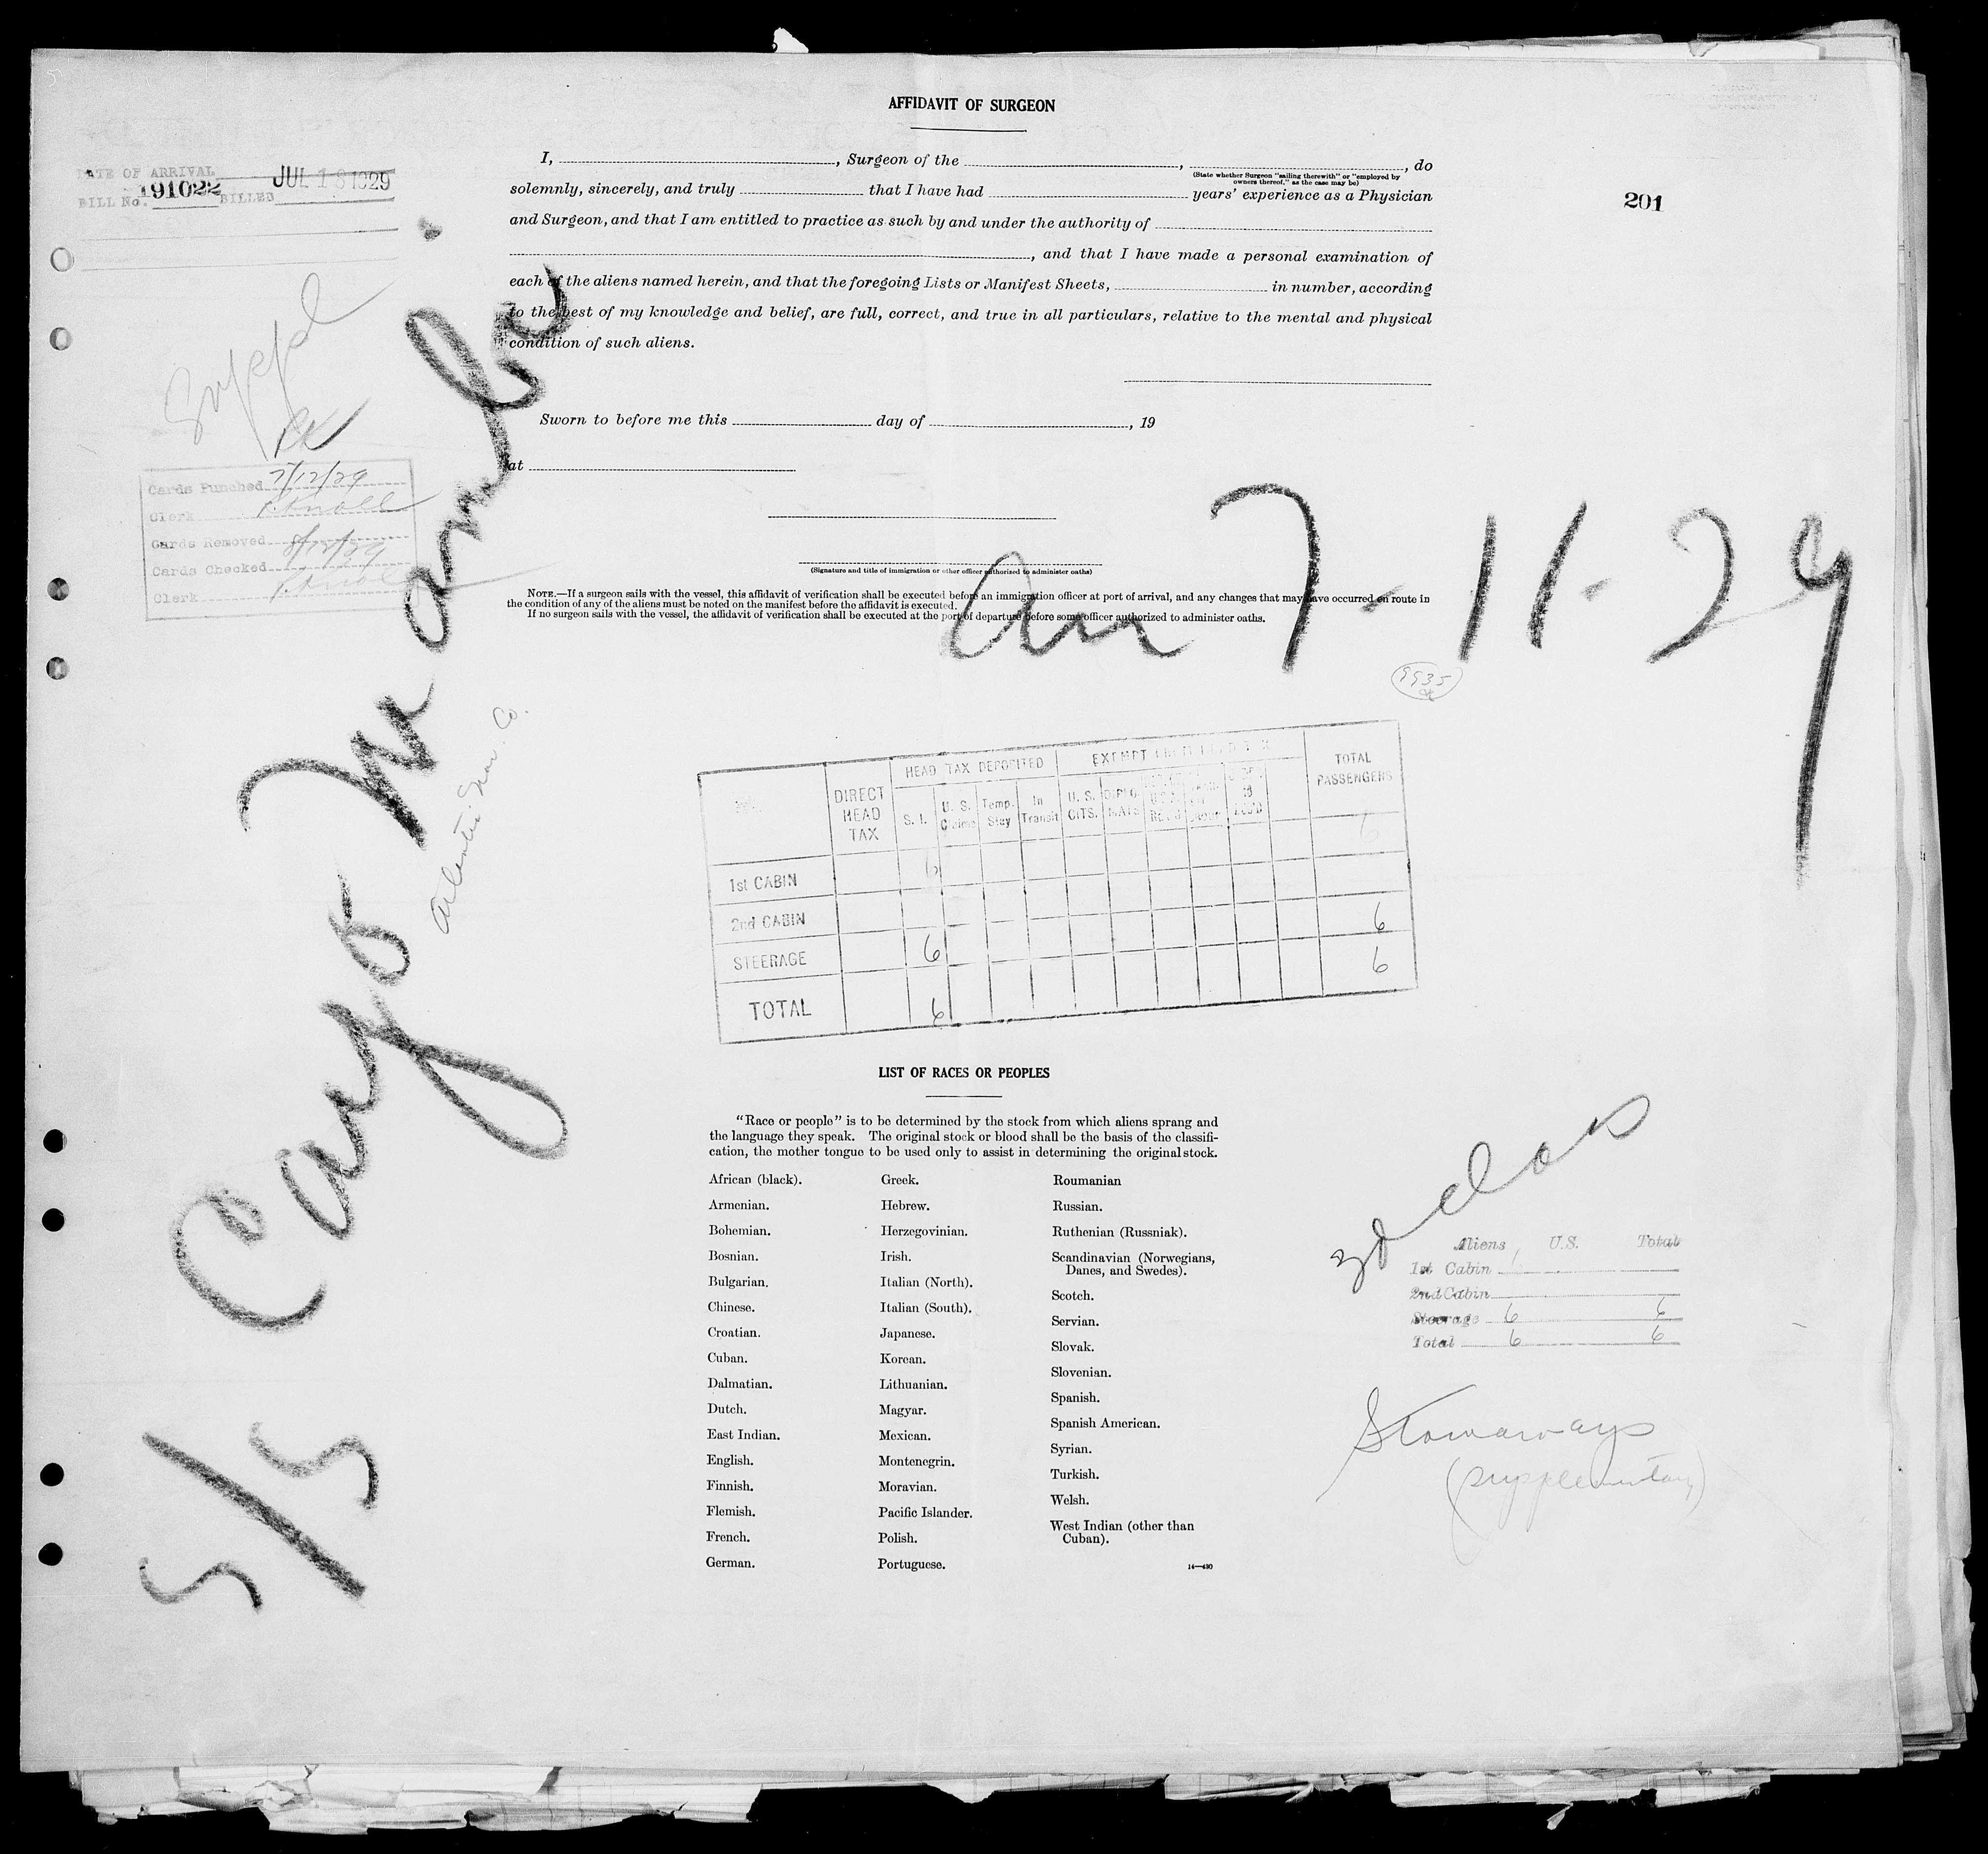 AFFIDAVIT OF SURGEON
I, , Surgeon of the , , do
(State whether Surgeon "sailing therewith" or "employed by
owners thereof," as the case may be)
solemnly, sincerely, and truly that I have had years' experience as a Physician
and Surgeon, and that I am entitled to practice as such by and under the authority of
, and that I have made a personal examination of
each of the aliens named herein, and that the foregoing Lists or Manifest Sheets, in number, according
to the best of my knowledge and belief, are full, correct, and true in all particulars, relative to the mental and physical
condition of such aliens.
Sworn to before me this day of , 19
at
(Signature and title of immigration or other officer authorized to administer oaths)
NOTE.—If a surgeon sails with the vessel, this affidavit of verification shall be executed before an immigration officer at port of arrival, and any changes that may have occurred en route in
the condition of any of the aliens must be noted on the manifest before the affidavit is executed.
If no surgeon sails with the vessel, the affidavit of verification shall be executed at the port of departure before some officer authorized to administer oaths.
201
DATE OF ARRIVAL
BILL No. 191022 BILLED JUL 18 1929
Suppl
Cards Punched 7/12/29
Clerk
Cards Removed 8/12/29
Cards Checked
Clerk
S/S Cayo Mambi.
Co.
arr 7-11-29
9935
HEAD TAX DEPOSITED
TOTAL PASSENGERS
DIRECT HEAD TAX
S. I.
U. S.
Temp. Stay
In Transit
U. S. CITS.
1st CABIN
2nd CABIN 6
STEERAGE 6 6
TOTAL 6
LIST OF RACES OR PEOPLES
"Race or people" is to be determined by the stock from which aliens sprang and
the language they speak. The original stock or blood shall be the basis of the classifi-
cation, the mother tongue to be used only to assist in determining the original stock.
African (black).
Armenian.
Bohemian.
Bosnian.
Bulgarian.
Chinese.
Croatian.
Cuban.
Dalmatian.
Dutch.
East Indian.
English.
Finnish.
Flemish.
French.
German.
Greek.
Hebrew.
Herzegovinian.
Irish.
Italian (North).
Italian (South).
Japanese.
Korean.
Lithuanian.
Magyar.
Mexican.
Montenegrin.
Moravian.
Pacific Islander.
Polish.
Portuguese.
Roumanian
Russian.
Ruthenian (Russniak).
Scandinavian (Norwegians,
Danes, and Swedes).
Scotch.
Servian.
Slovak.
Slovenian.
Spanish.
Spanish American.
Syrian.
Turkish.
Welsh.
West Indian (other than
Cuban).
14—430
3d class
Aliens U.S. Total
1st Cabin
2nd Cabin
Steerage 6 6
Total 6 6
Stowaways
(supplementary)